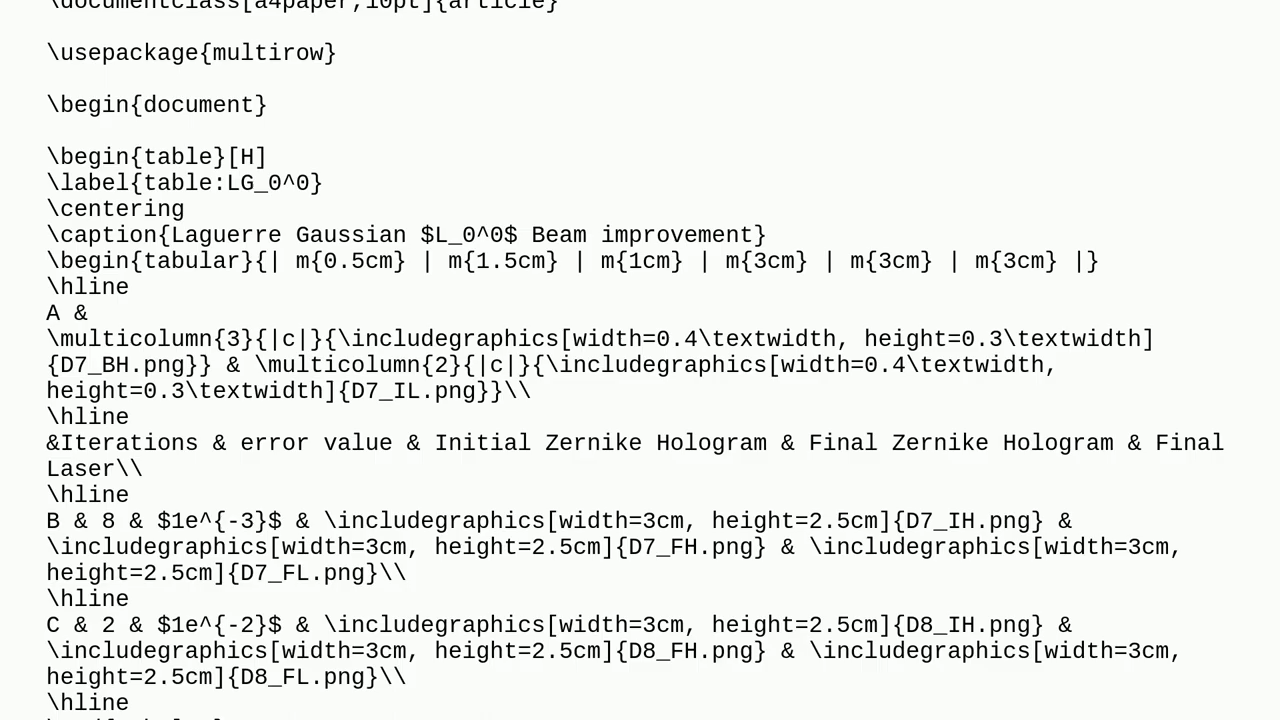 \documentclass[a4paper,10pt]{article}
\usepackage{multirow}
\begin{document}
\begin{table}[H]
\label{table:LG_0^0}
\centering
\caption{Laguerre Gaussian $L_0^0$ Beam improvement}
\begin{tabular}{| m{0.5cm} | m{1.5cm} | m{1cm} | m{3cm} | m{3cm} | m{3cm} |}
\hline
A &
\multicolumn{3}{|c|}{\includegraphics[width=0.4\textwidth, height=0.3\textwidth]
{D7_BH.png}} & \multicolumn{2}{|c|}{\includegraphics[width=0.4\textwidth,
height=0.3\textwidth]{D7_IL.png}}\\
\hline
&Iterations & error value & Initial Zernike Hologram & Final Zernike Hologram & Final
Laser\\
\hline
B & 8 & $1e^{-3}$ & \includegraphics[width=3cm, height=2.5cm]{D7_IH.png} &
\includegraphics[width=3cm, height=2.5cm]{D7_FH.png} & \includegraphics[width=3cm,
height=2.5cm]{D7_FL.png}\\
\hline
C & 2 & $1e^{-2}$ & \includegraphics[width=3cm, height=2.5cm]{D8_IH.png} &
\includegraphics[width=3cm, height=2.5cm]{D8_FH.png} & \includegraphics[width=3cm,
height=2.5cm]{D8_FL.png}\\
\hline